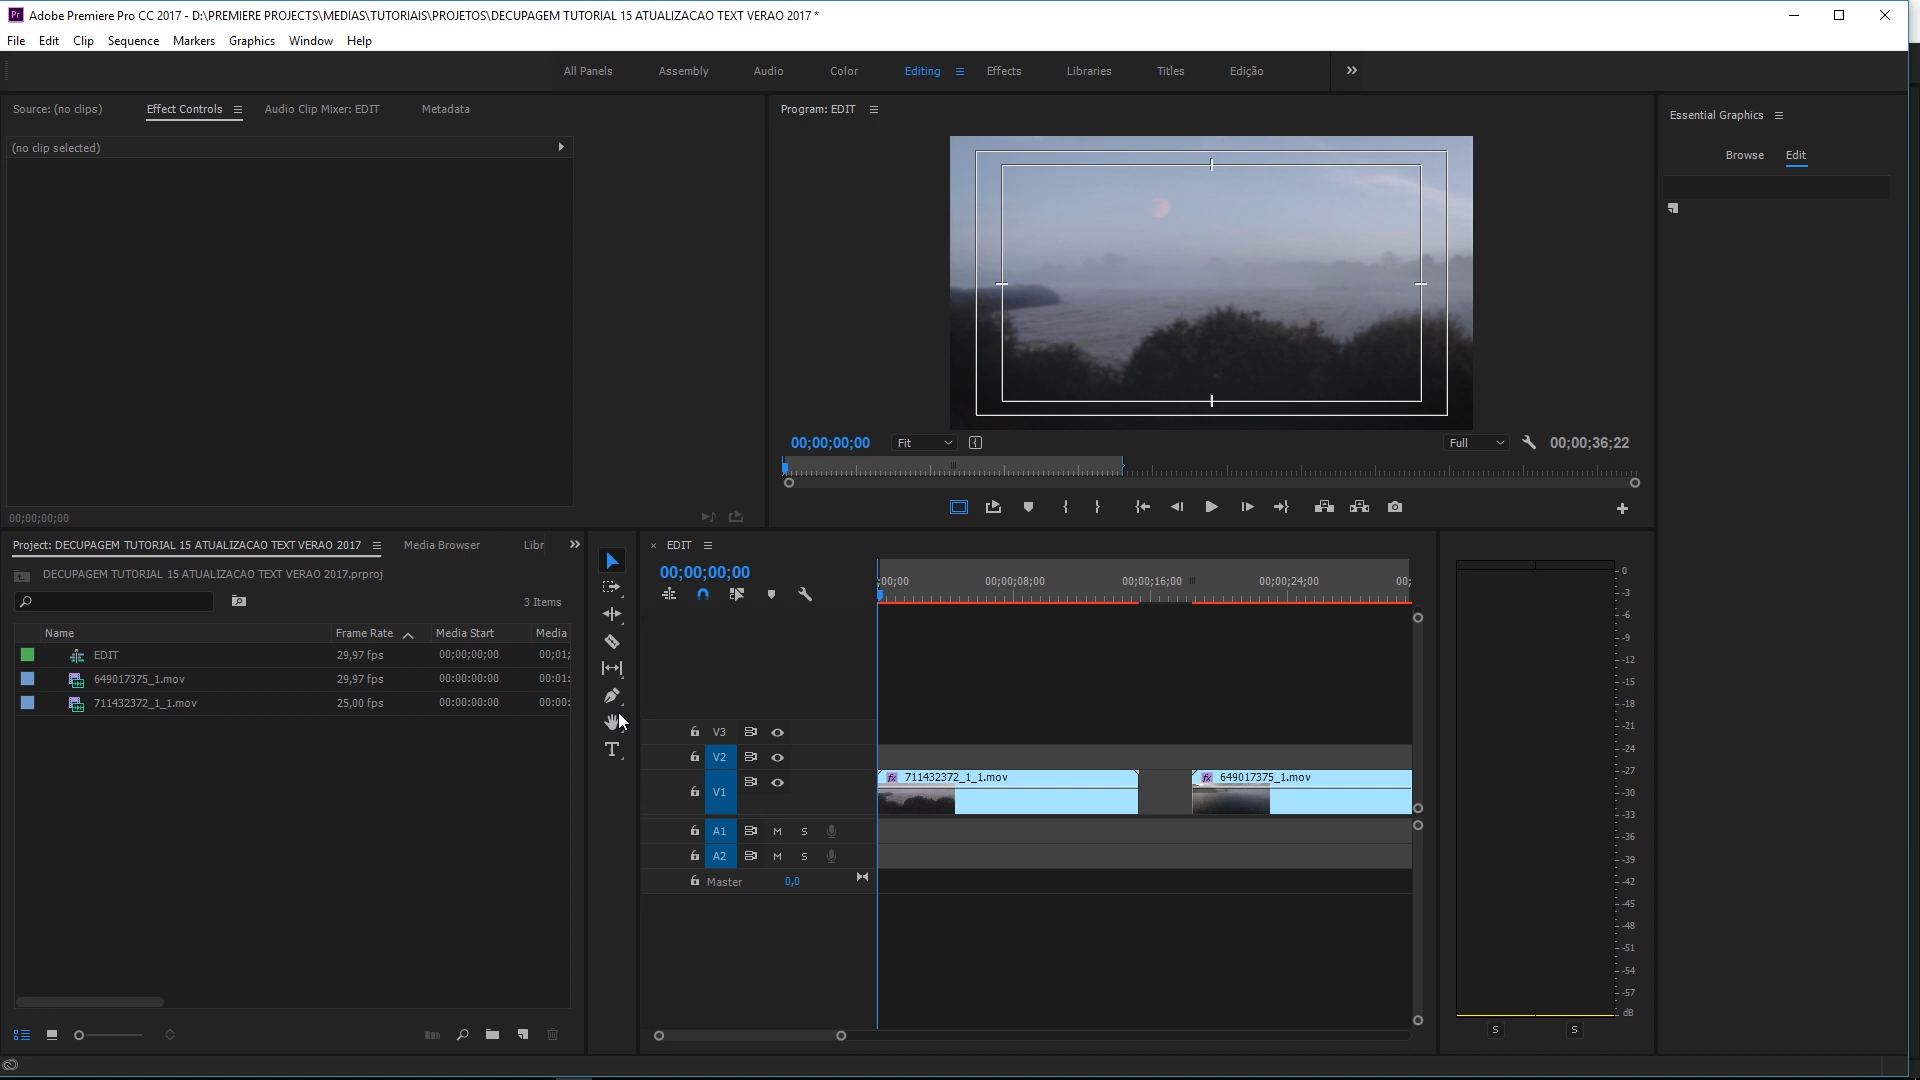 Adobe Premiere Pro CC 2017 - D:\PREMIERE PROJECTS\MEDIAS\TUTORIAIS\PROJETOS\DECUPAGEM TUTORIAL 15 ATUALIZACAO TEXT VERAO 2017 *
File Edit Clip Sequence Markers Graphics Window Help
All Panels Assembly Audio Color Editing Effects Libraries Titles Edição
Source: (no clips) Effect Controls Audio Clip Mixer: EDIT Metadata
Program: EDIT
Essential Graphics
(no clip selected)
Browse Edit
00;00;00;00 Fit Full 00;00;36;22
00;00;00;00
Project: DECUPAGEM TUTORIAL 15 ATUALIZACAO TEXT VERAO 2017 Media Browser Libr
DECUPAGEM TUTORIAL 15 ATUALIZACAO TEXT VERAO 2017.prproj
3 Items
Name Frame Rate Media Start Media
EDIT 29,97 fps 00;00;00;00 00;01;
649017375_1.mov 29,97 fps 00:00:00:00 00:01:
711432372_1_1.mov 25,00 fps 00:00:00:00 00:00:
× EDIT
00;00;00;00
;00;00 00;00;08;00 00;00;16;00 00;00;24;00 00;
V3
V2
V1
fx 711432372_1_1.mov fx 649017375_1.mov
A1 M S
A2 M S
Master 0,0
0
-3
-6
-9
-12
-15
-18
-21
-24
-27
-30
-33
-36
-39
-42
-45
-48
-51
-54
-57
dB
S S